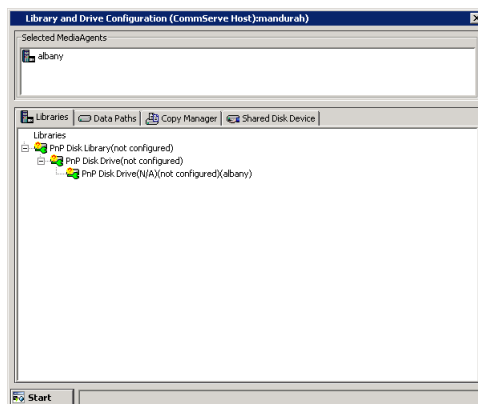 Library and Drive Configuration (CommServe Host):mandurah)
Selected MediaAgents
albany
Libraries
Data Paths
Copy Manager
Shared Disk Device
Libraries
PnP Disk Library(not configured)
PnP Disk Drive(not configured)
PnP Disk Drive(N/A)(not configured)(albany)
Start